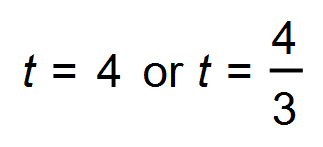 t = 4 or t = 4/3